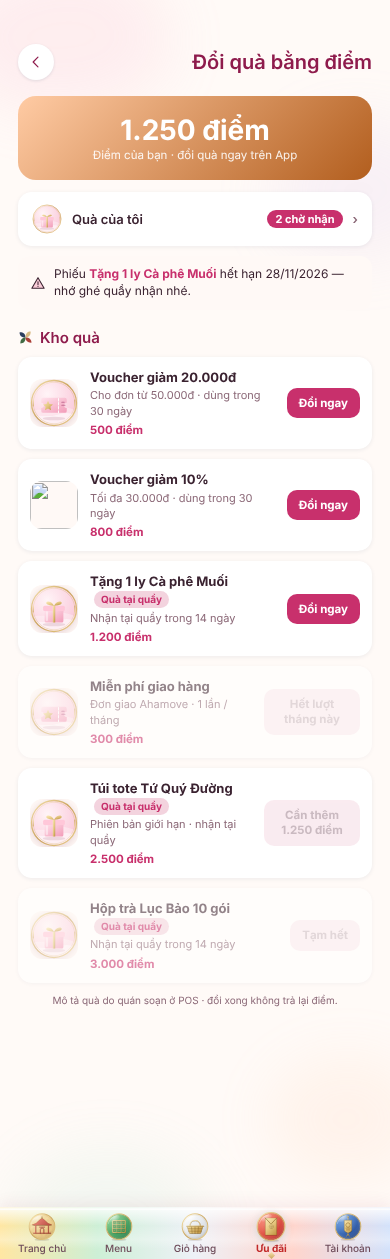 Đổi quà bằng điểm
1.250 điểm
Điểm của bạn · đổi quà ngay trên App
Quà của tôi
2 chờ nhận
Phiếu Tặng 1 ly Cà phê Muối hết hạn 28/11/2026 —
nhớ ghé quầy nhận nhé.
Kho quà
Voucher giảm 20.000đ
Cho đơn từ 50.000đ · dùng trong
30 ngày
500 điểm
Đổi ngay
Voucher giảm 10%
Tối đa 30.000đ · dùng trong 30
ngày
800 điểm
Đổi ngay
Tặng 1 ly Cà phê Muối
Quà tại quầy
Nhận tại quầy trong 14 ngày
1.200 điểm
Đổi ngay
Miễn phí giao hàng
Đơn giao Ahamove · 1 lần /
tháng
300 điểm
Hết lượt
tháng này
Túi tote Tứ Quý Đường
Quà tại quầy
Phiên bản giới hạn · nhận tại
quầy
2.500 điểm
Cần thêm
1.250 điểm
Hộp trà Lục Bảo 10 gói
Quà tại quầy
Nhận tại quầy trong 14 ngày
3.000 điểm
Tạm hết
Mô tả quà do quán soạn ở POS · đổi xong không trả lại điểm.
Trang chủ
Menu
Giỏ hàng
Ưu đãi
Tài khoản